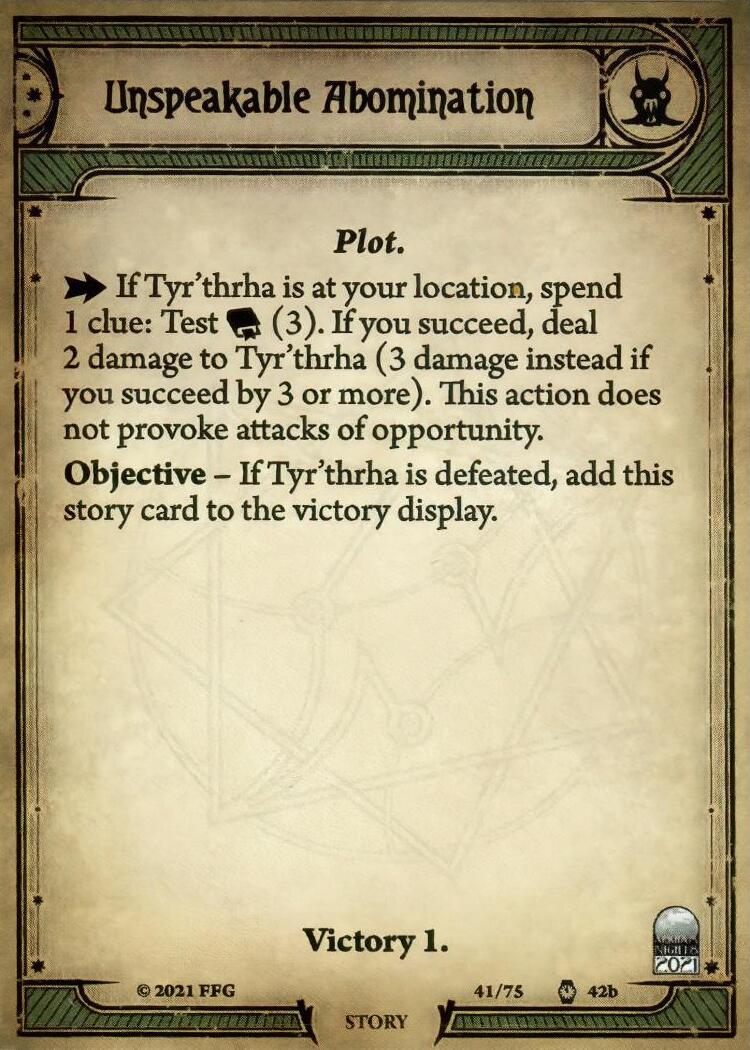 Unspeakable Abomination
Plot.
If Tyr'thrha is at your location, spend
1 clue: Test (3). If you succeed, deal
2 damage to Tyr'thrha (3 damage instead if
you succeed by 3 or more). This action does
not provoke attacks of opportunity.
Objective – If Tyr'thrha is defeated, add this
story card to the victory display.
Victory 1.
ARKHAM
NIGHTS
2021
© 2021 FFG
41/75
42b
STORY